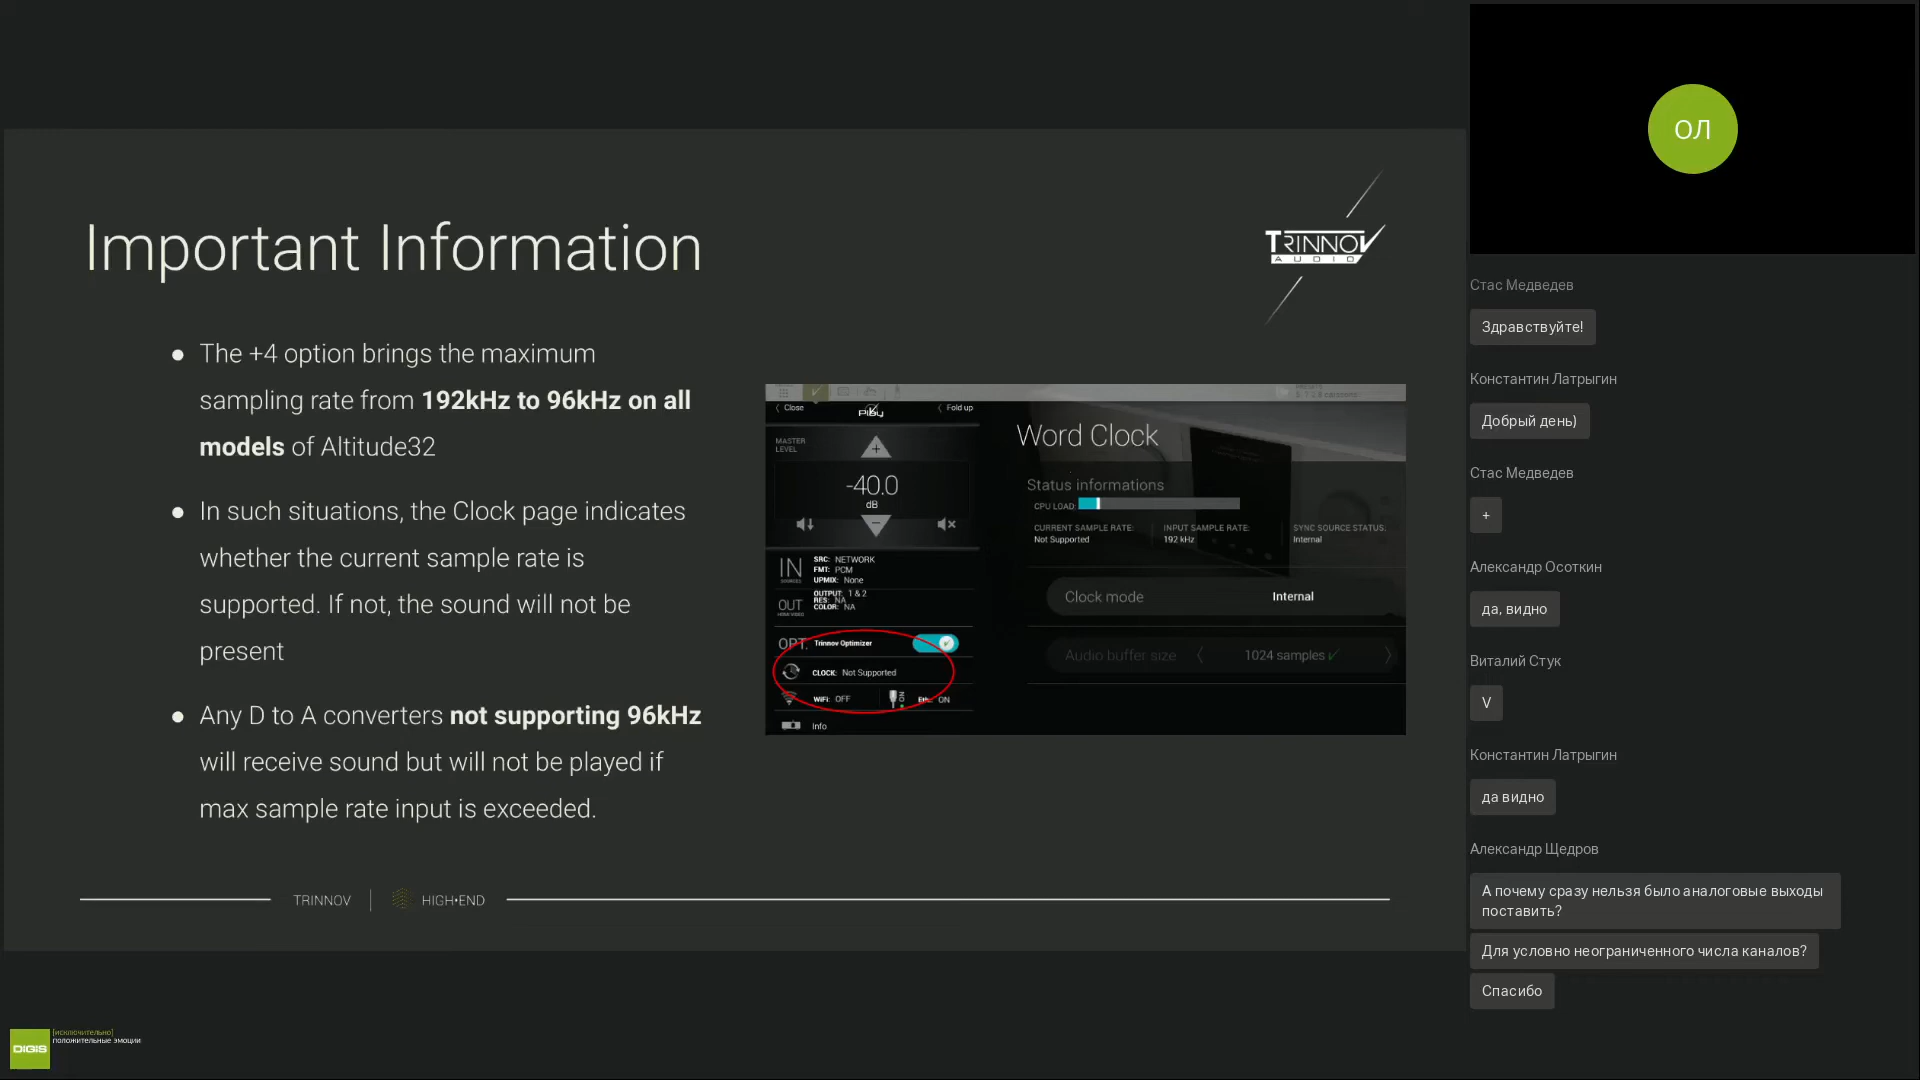 Important Information
TRINNOV
AUDIO
● The +4 option brings the maximum
sampling rate from 192kHz to 96kHz on all
models of Altitude32
● In such situations, the Clock page indicates
whether the current sample rate is
supported. If not, the sound will not be
present
● Any D to A converters not supporting 96kHz
will receive sound but will not be played if
max sample rate input is exceeded.
Close
Play
Fold up
MASTER
LEVEL
-40.0
dB
IN
SRC: NETWORK
FMT: PCM
UPMIX: None
OUT
OUTPUT: 1 & 2
RES: NA
COLOR: NA
OPT.
Trinnov Optimizer
CLOCK: Not Supported
WiFi: OFF
ON
Info
Word Clock
Status informations
CPU LOAD:
CURRENT SAMPLE RATE:
Not Supported
INPUT SAMPLE RATE:
192 kHz
SYNC SOURCE STATUS:
Internal
Clock mode
Internal
Audio buffer size
1024 samples ✓
TRINNOV
HIGH•END
DIGIS
[исключительно]
положительные эмоции
ОЛ
Стас Медведев
Здравствуйте!
Константин Латрыгин
Добрый день)
Стас Медведев
+
Александр Осоткин
да, видно
Виталий Стук
V
Константин Латрыгин
да видно
Александр Щедров
А почему сразу нельзя было аналоговые выходы
поставить?
Для условно неограниченного числа каналов?
Спасибо